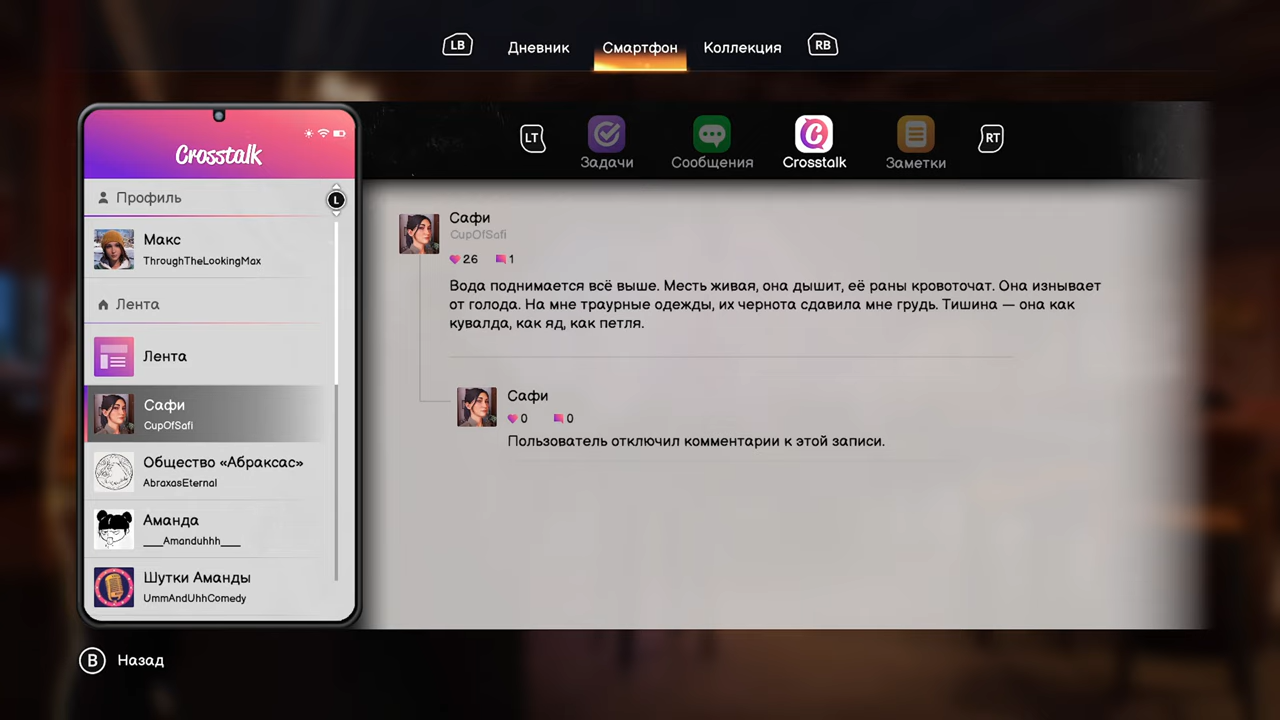 LB
Дневник
Смартфон
Коллекция
RB
Crosstalk
Профиль
L
Макс
ThroughTheLookingMax
Лента
Лента
Сафи
CupOfSafi
Общество «Абраксас»
AbraxasEternal
Аманда
___Amanduhhh___
Шутки Аманды
UmmAndUhhComedy
LT
Задачи
Сообщения
Crosstalk
Заметки
RT
Сафи
CupOfSafi
26 1
Вода поднимается всё выше. Месть живая, она дышит, её раны кровоточат. Она изнывает
от голода. На мне траурные одежды, их чернота сдавила мне грудь. Тишина — она как
кувалда, как яд, как петля.
Сафи
0 0
Пользователь отключил комментарии к этой записи.
B Назад